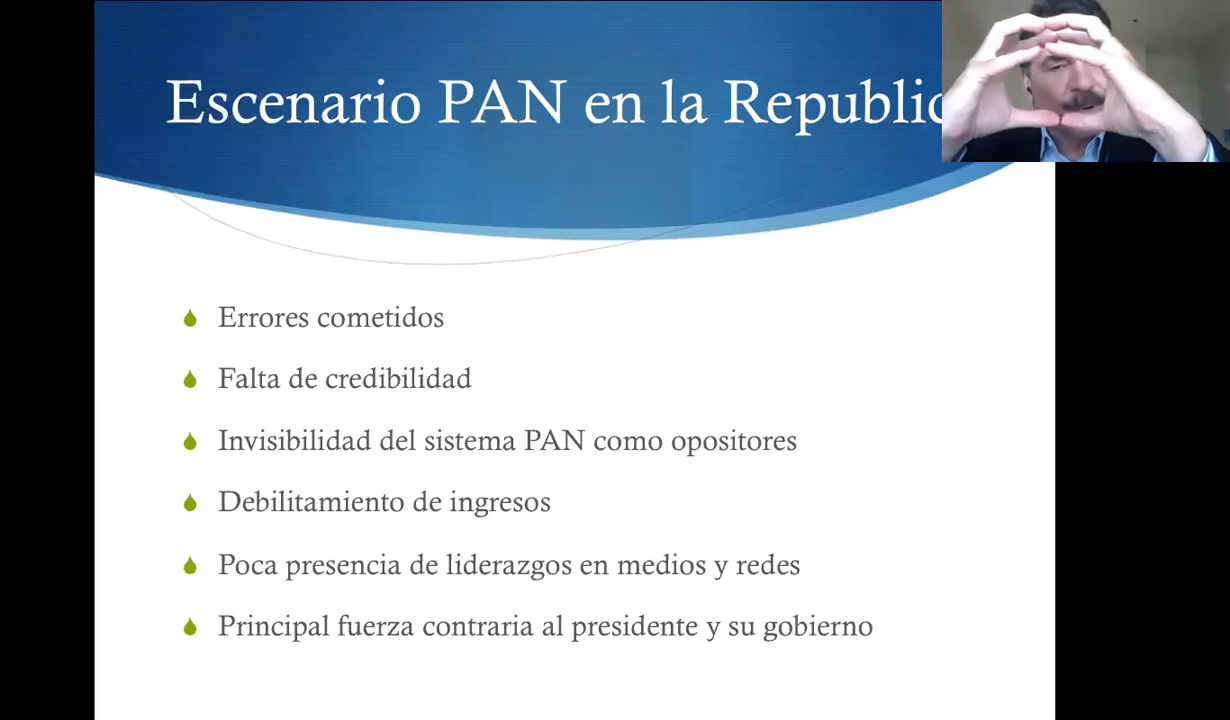 Escenario PAN en la Republic
Errores cometidos
Falta de credibilidad
Invisibilidad del sistema PAN como opositores
Debilitamiento de ingresos
Poca presencia de liderazgos en medios y redes
Principal fuerza contraria al presidente y su gobierno